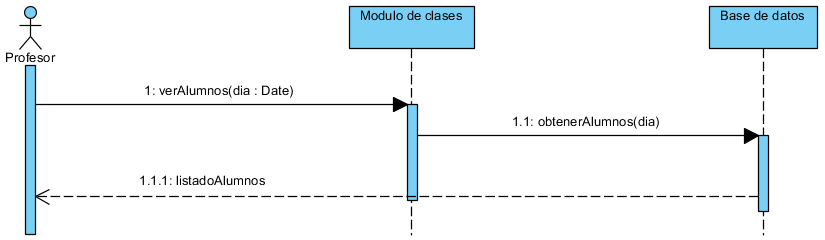 Profesor
Modulo de clases
Base de datos
1: verAlumnos(dia : Date)
1.1: obtenerAlumnos(dia)
1.1.1: listadoAlumnos